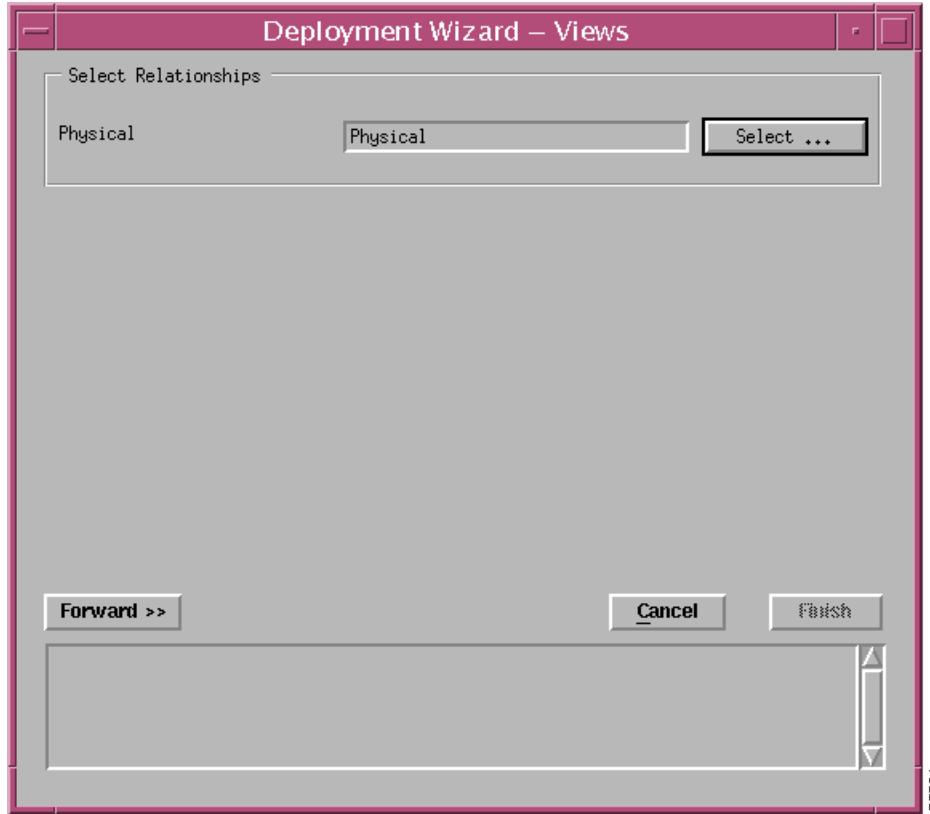 Deployment Wizard – Views
Select Relationships
Physical Physical Select ...
Forward >> Cancel Finish